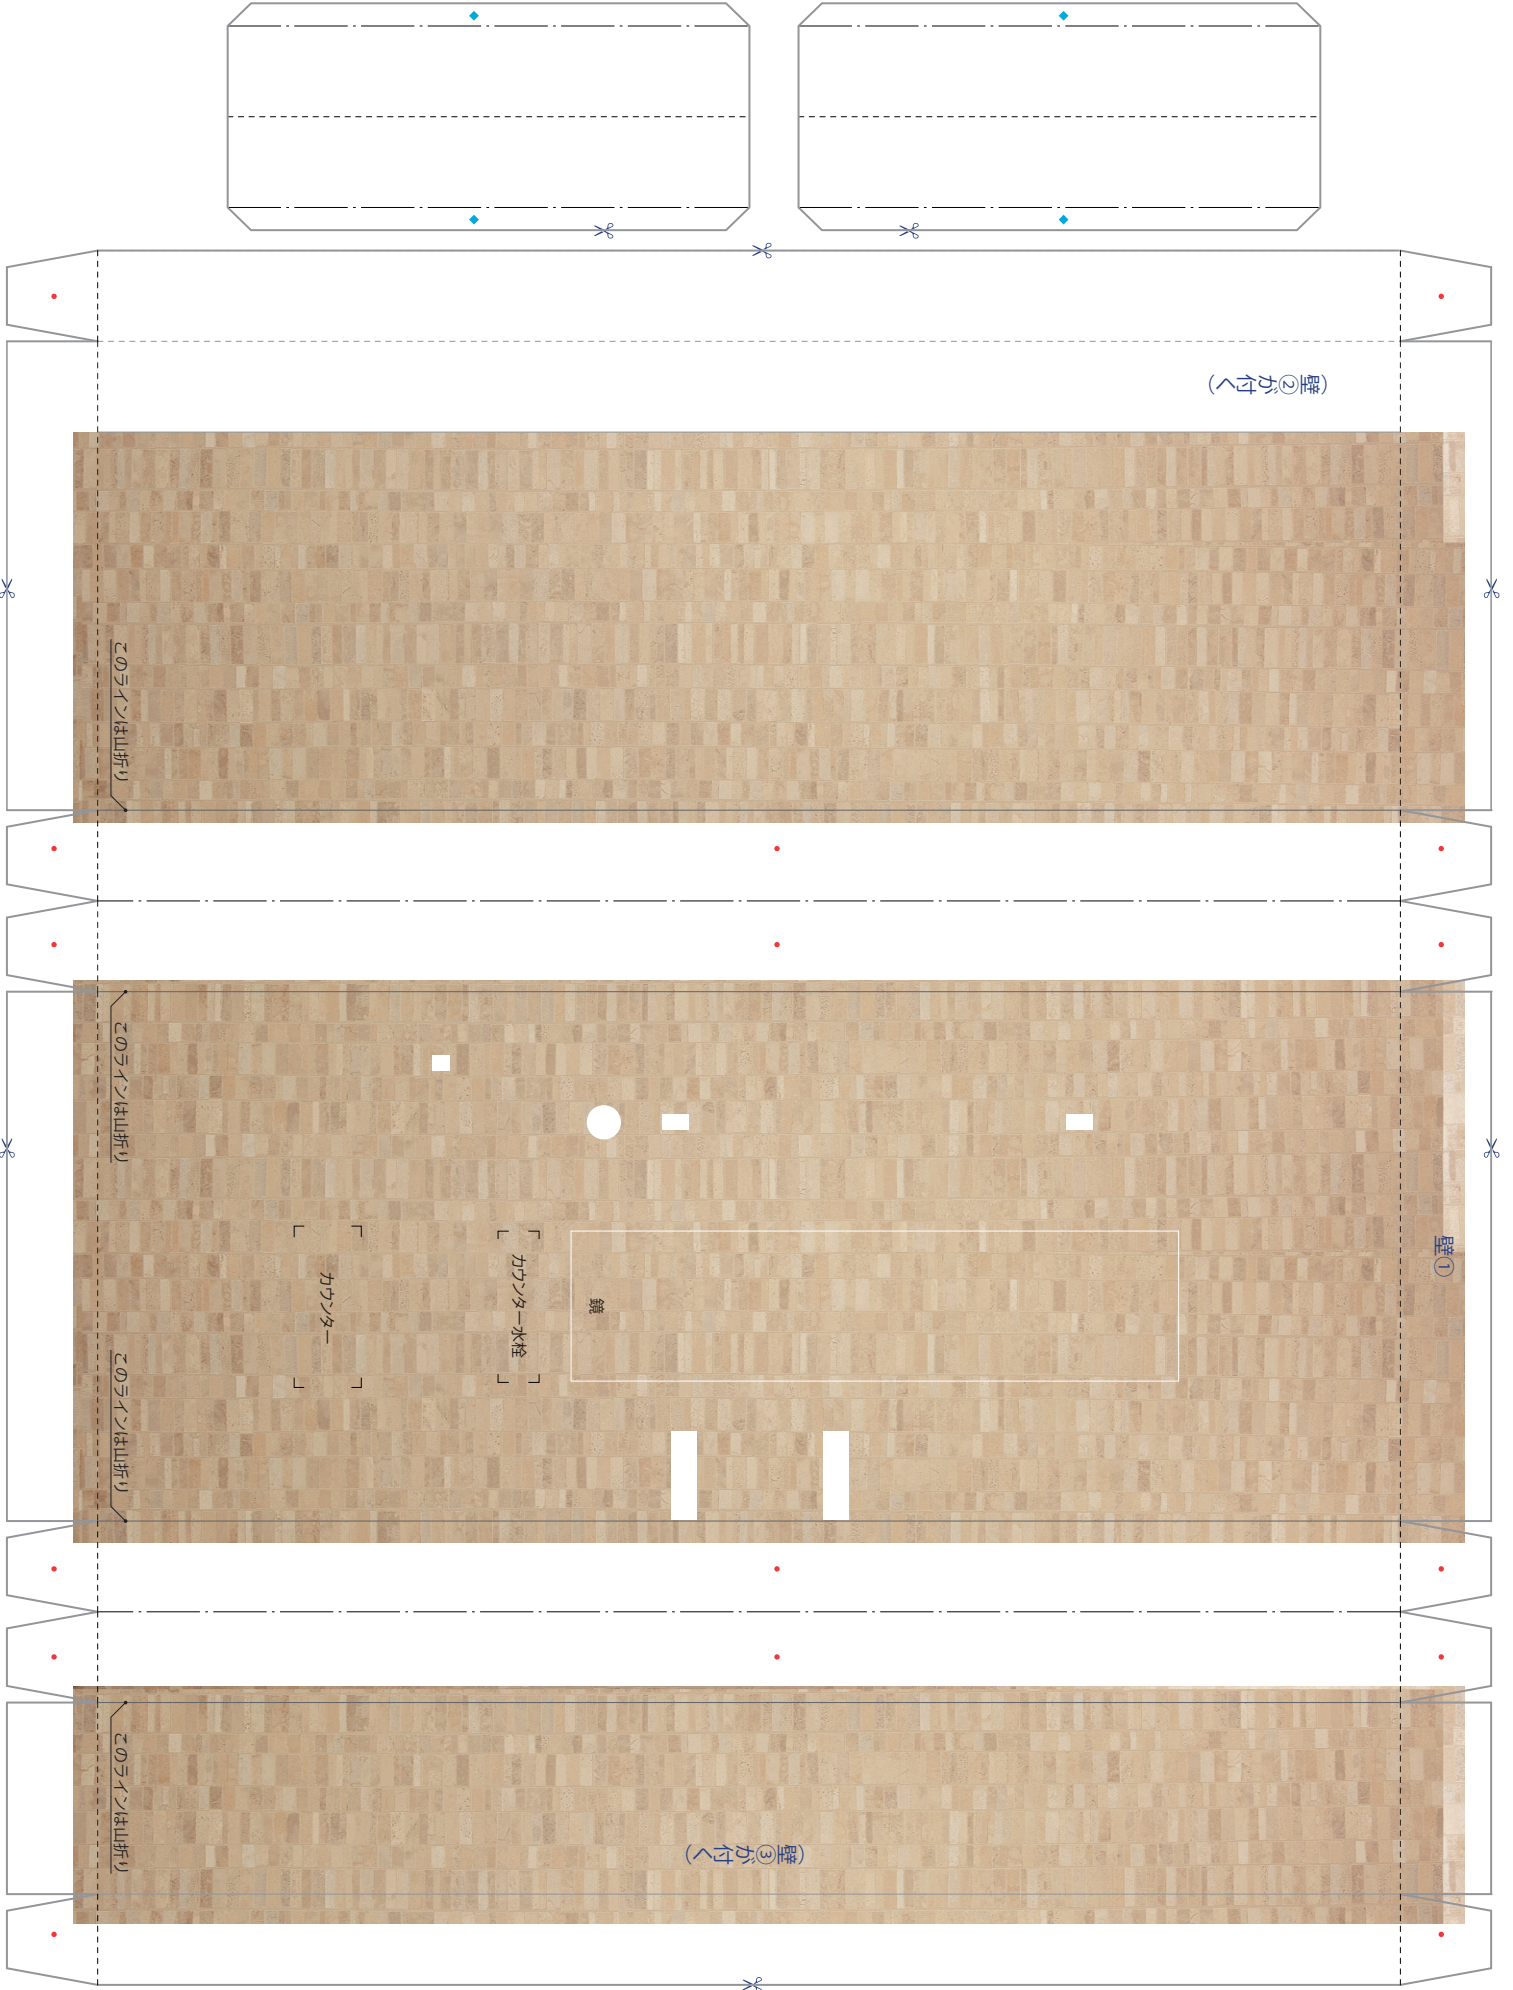 (壁②が付く)
このラインは山折り
このラインは山折り
壁①
鏡
カウンター水栓
カウンター
このラインは山折り
このラインは山折り
(壁③が付く)